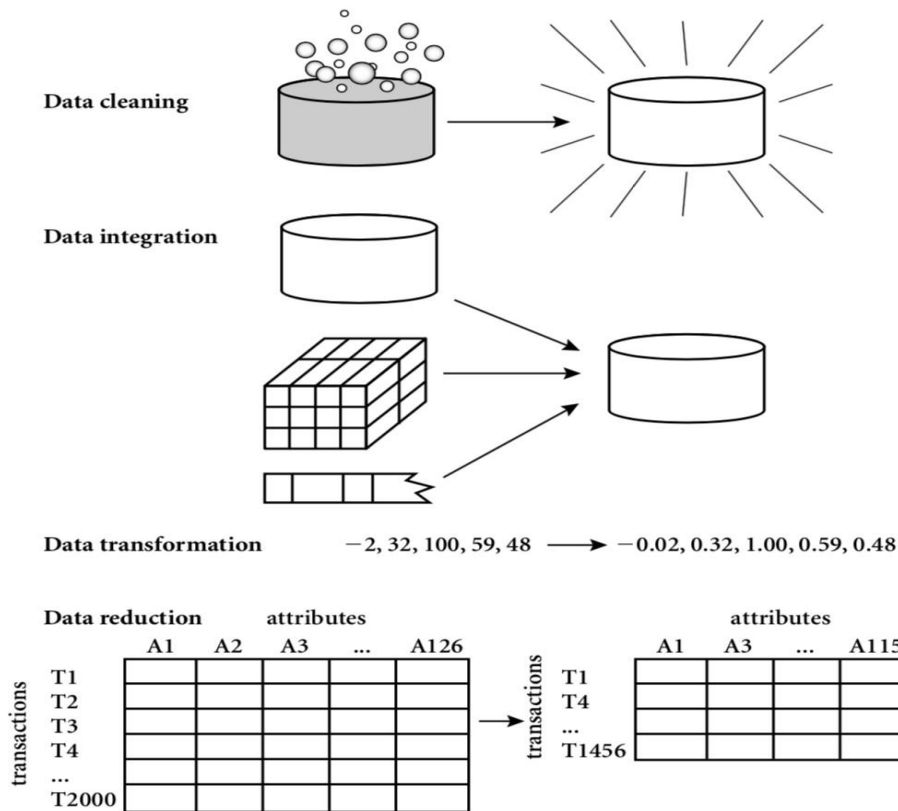 Data cleaning
Data integration
Data transformation −2, 32, 100, 59, 48 −0.02, 0.32, 1.00, 0.59, 0.48
Data reduction attributes
A1 A2 A3 ... A126
transactions
T1
T2
T3
T4
...
T2000
attributes
A1 A3 ... A115
transactions
T1
T4
...
T1456